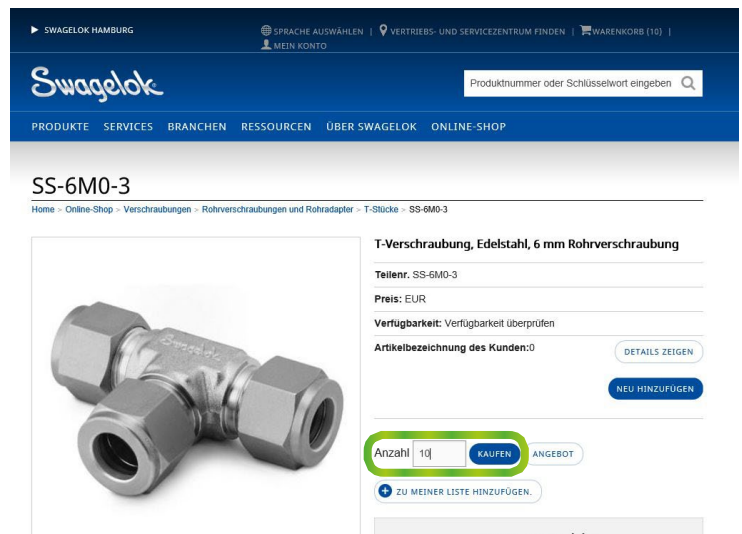 SWAGELOK HAMBURG
SPRACHE AUSWÄHLEN | VERTRIEBS- UND SERVICEZENTRUM FINDEN | WARENKORB (10) |
MEIN KONTO
Swagelok
Produktnummer oder Schlüsselwort eingeben
PRODUKTE SERVICES BRANCHEN RESSOURCEN ÜBER SWAGELOK ONLINE-SHOP
SS-6M0-3
Home > Online-Shop > Verschraubungen > Rohrverschraubungen und Rohradapter > T-Stücke > SS-6M0-3
T-Verschraubung, Edelstahl, 6 mm Rohrverschraubung
Teilenr. SS-6M0-3
Preis: EUR
Verfügbarkeit: Verfügbarkeit überprüfen
Artikelbezeichnung des Kunden:0
DETAILS ZEIGEN
NEU HINZUFÜGEN
Swagelok
Anzahl 10 KAUFEN ANGEBOT
ZU MEINER LISTE HINZUFÜGEN.